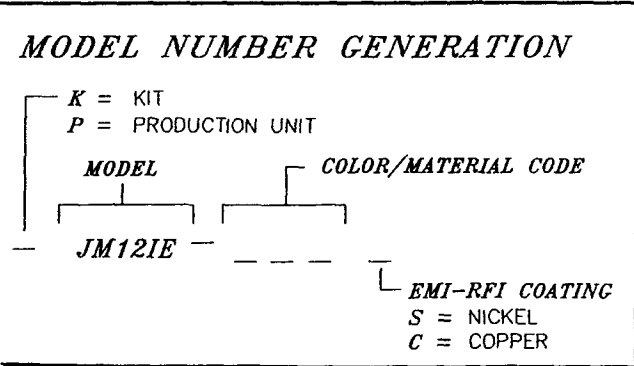 MODEL NUMBER GENERATION
K = KIT
P = PRODUCTION UNIT
MODEL
COLOR/MATERIAL CODE
— JM12IE — _ _ _ _
EMI-RFI COATING
S = NICKEL
C = COPPER